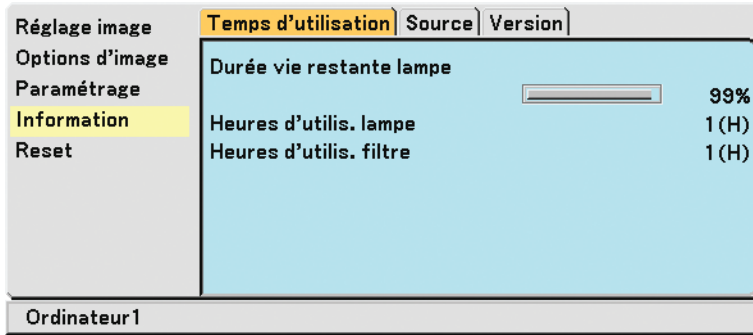 Réglage image
Options d'image
Paramétrage
Information
Reset
Temps d'utilisation Source Version
Durée vie restante lampe
99%
Heures d'utilis. lampe 1(H)
Heures d'utilis. filtre 1(H)
Ordinateur1